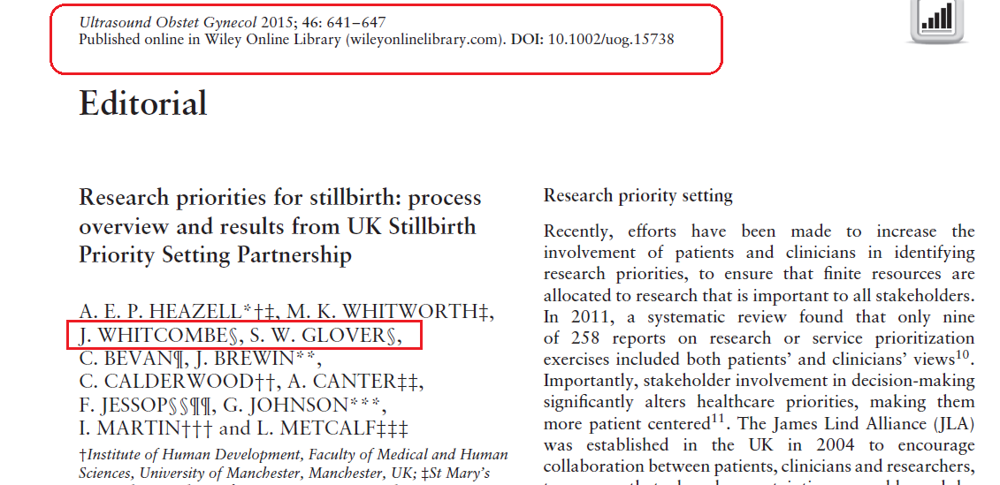 Ultrasound Obstet Gynecol 2015; 46: 641–647
Published online in Wiley Online Library (wileyonlinelibrary.com). DOI: 10.1002/uog.15738
Editorial
Research priorities for stillbirth: process
overview and results from UK Stillbirth
Priority Setting Partnership
A. E. P. HEAZELL*†‡, M. K. WHITWORTH‡,
J. WHITCOMBE§, S. W. GLOVER§,
C. BEVAN¶, J. BREWIN**,
C. CALDERWOOD††, A. CANTER‡‡,
F. JESSOP§§¶¶, G. JOHNSON***,
I. MARTIN††† and L. METCALF‡‡‡
†Institute of Human Development, Faculty of Medical and Human
Sciences, University of Manchester, Manchester, UK; ‡St Mary’s
Research priority setting
Recently, efforts have been made to increase the
involvement of patients and clinicians in identifying
research priorities, to ensure that finite resources are
allocated to research that is important to all stakeholders.
In 2011, a systematic review found that only nine
of 258 reports on research or service prioritization
exercises included both patients’ and clinicians’ views10.
Importantly, stakeholder involvement in decision-making
significantly alters healthcare priorities, making them
more patient centered11. The James Lind Alliance (JLA)
was established in the UK in 2004 to encourage
collaboration between patients, clinicians and researchers,